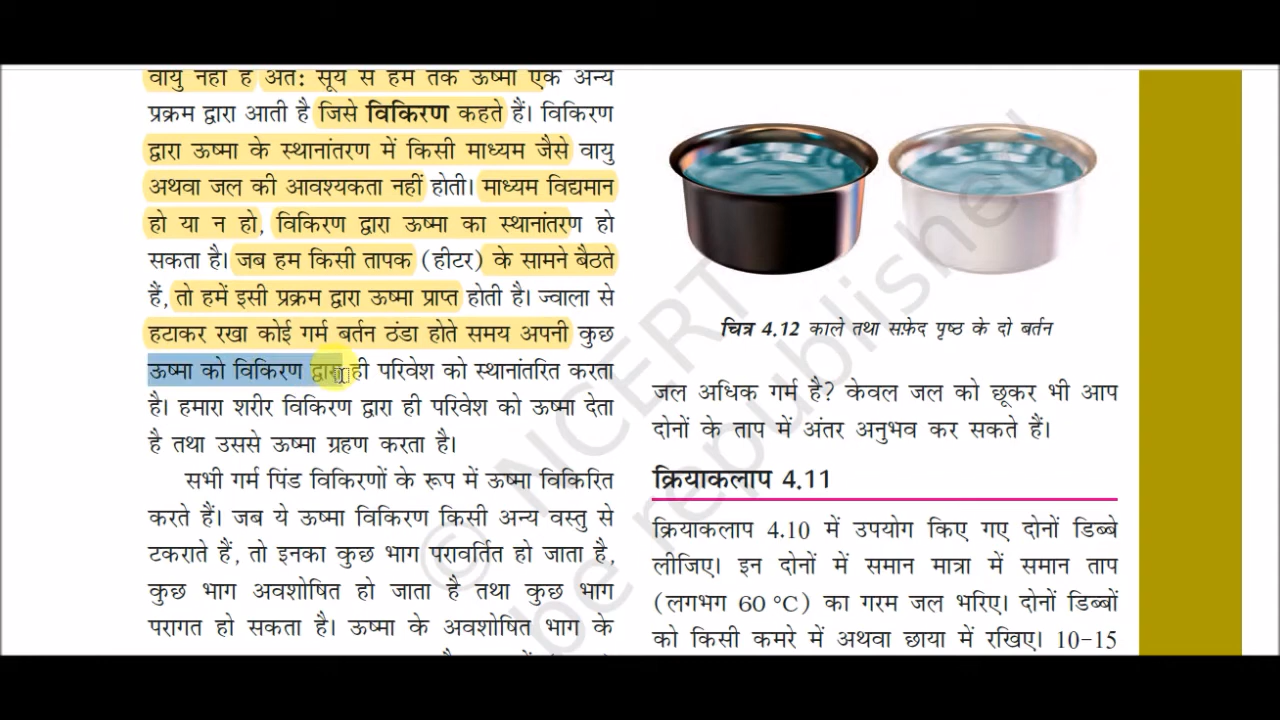 वायु नहीं है अतः सूर्य से हम तक ऊष्मा एक अन्य
प्रक्रम द्वारा आती है जिसे विकिरण कहते हैं। विकिरण
द्वारा ऊष्मा के स्थानांतरण में किसी माध्यम जैसे वायु
अथवा जल की आवश्यकता नहीं होती। माध्यम विद्यमान
हो या न हो, विकिरण द्वारा ऊष्मा का स्थानांतरण हो
सकता है। जब हम किसी तापक (हीटर) के सामने बैठते
हैं, तो हमें इसी प्रक्रम द्वारा ऊष्मा प्राप्त होती है। ज्वाला से
हटाकर रखा कोई गर्म बर्तन ठंडा होते समय अपनी कुछ
ऊष्मा को विकिरण द्वारा ही परिवेश को स्थानांतरित करता
है। हमारा शरीर विकिरण द्वारा ही परिवेश को ऊष्मा देता
है तथा उससे ऊष्मा ग्रहण करता है।
सभी गर्म पिंड विकिरणों के रूप में ऊष्मा विकिरित
करते हैं। जब ये ऊष्मा विकिरण किसी अन्य वस्तु से
टकराते हैं, तो इनका कुछ भाग परावर्तित हो जाता है,
कुछ भाग अवशोषित हो जाता है तथा कुछ भाग
परागत हो सकता है। ऊष्मा के अवशोषित भाग के
चित्र 4.12 काले तथा सफ़ेद पृष्ठ के दो बर्तन
जल अधिक गर्म है? केवल जल को छूकर भी आप
दोनों के ताप में अंतर अनुभव कर सकते हैं।
क्रियाकलाप 4.11
क्रियाकलाप 4.10 में उपयोग किए गए दोनों डिब्बे
लीजिए। इन दोनों में समान मात्रा में समान ताप
(लगभग 60 °C) का गरम जल भरिए। दोनों डिब्बों
को किसी कमरे में अथवा छाया में रखिए। 10-15
© NCERT
be republished